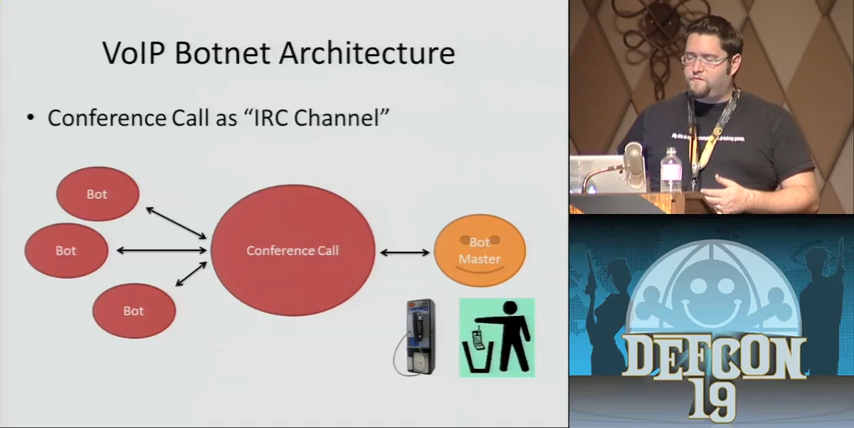 VoIP Botnet Architecture
• Conference Call as “IRC Channel”
Bot
Bot
Bot
Conference Call
Bot
Master
DEFCON
19